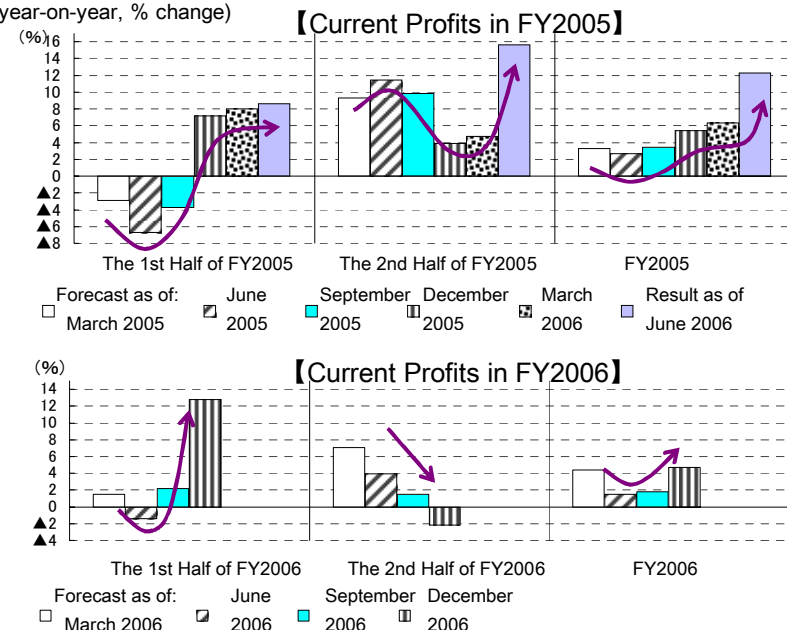 year-on-year, % change)
【Current Profits in FY2005】
(%)
16
14
12
10
8
6
4
2
0
▲2
▲4
▲6
▲8
The 1st Half of FY2005 The 2nd Half of FY2005 FY2005
Forecast as of: June September December March Result as of
March 2005 2005 2005 2005 2006 June 2006
【Current Profits in FY2006】
(%)
14
12
10
8
6
4
2
0
▲2
▲4
The 1st Half of FY2006 The 2nd Half of FY2006 FY2006
Forecast as of: June September December
March 2006 2006 2006 2006